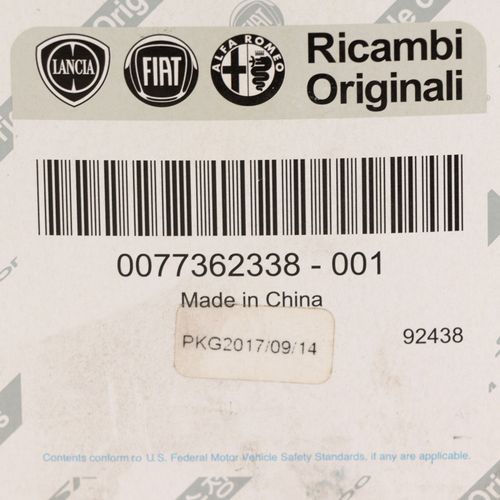 LANCIA
FIAT
ALFA ROMEO
Ricambi
Originali
0077362338 - 001
Made in China
PKG2017/09/14
92438
Contents conform to U.S. Federal Motor Vehicle Safety Standards, if any are applicable.